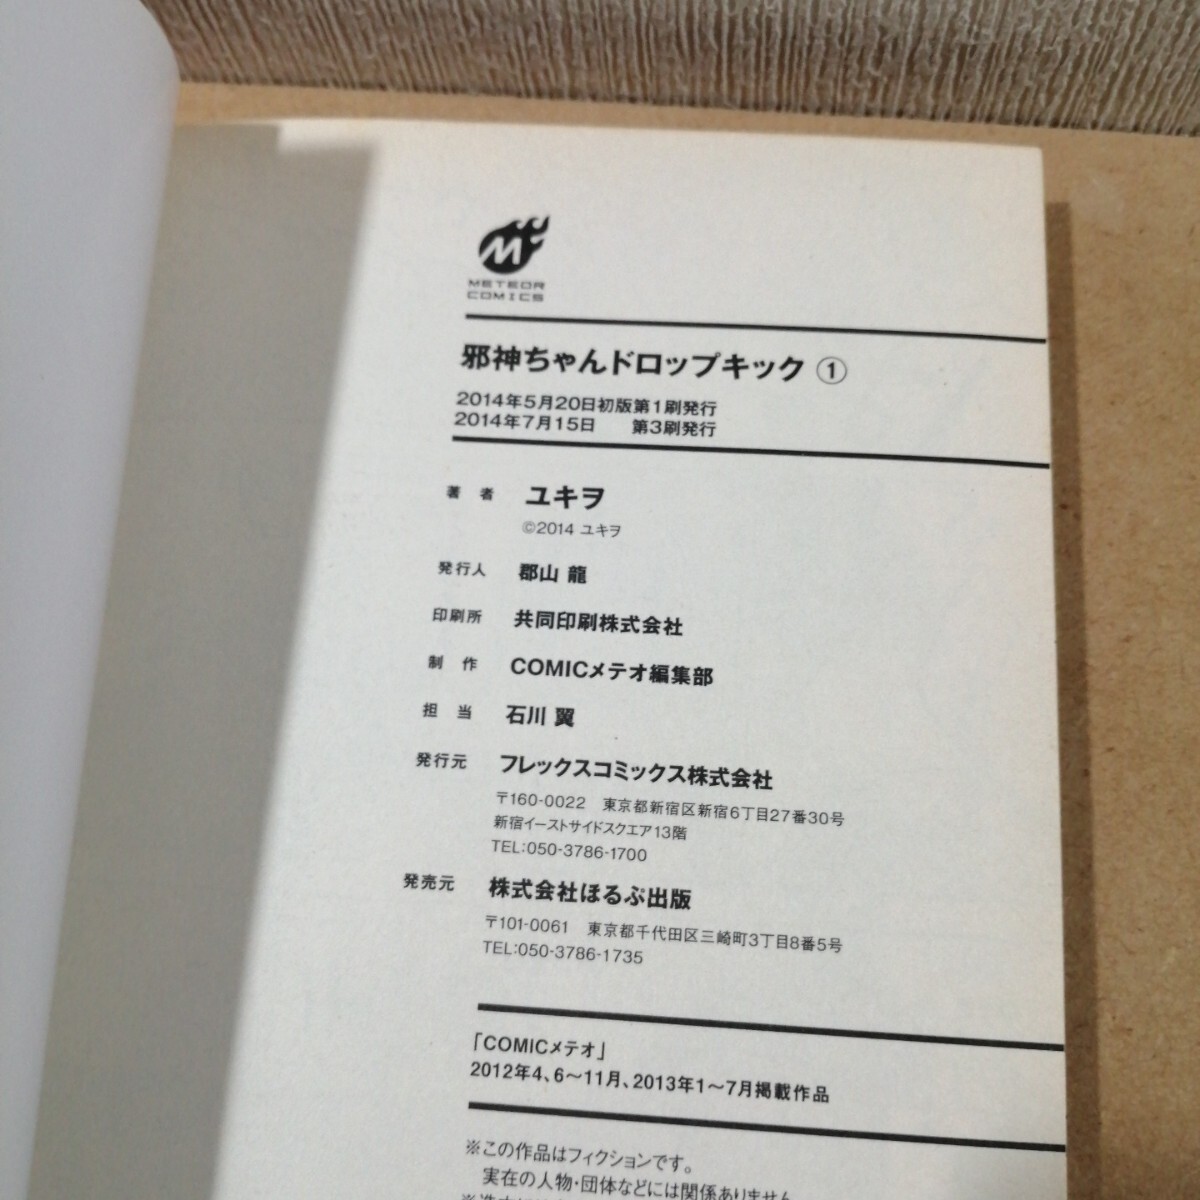 M
METEOR
COMICS
邪神ちゃんドロップキック ①
2014年5月20日初版第1刷発行
2014年7月15日　第3刷発行
著 者　ユキヲ
©2014 ユキヲ
発行人　郡山 龍
印刷所　共同印刷株式会社
制 作　COMICメテオ編集部
担 当　石川 翼
発行元　フレックスコミックス株式会社
〒160-0022　東京都新宿区新宿6丁目27番30号
新宿イーストサイドスクエア13階
TEL:050-3786-1700
発売元　株式会社ほるぷ出版
〒101-0061　東京都千代田区三崎町3丁目8番5号
TEL:050-3786-1735
「COMICメテオ」
2012年4、6～11月、2013年1～7月掲載作品
※この作品はフィクションです。
実在の人物・団体などには関係ありません